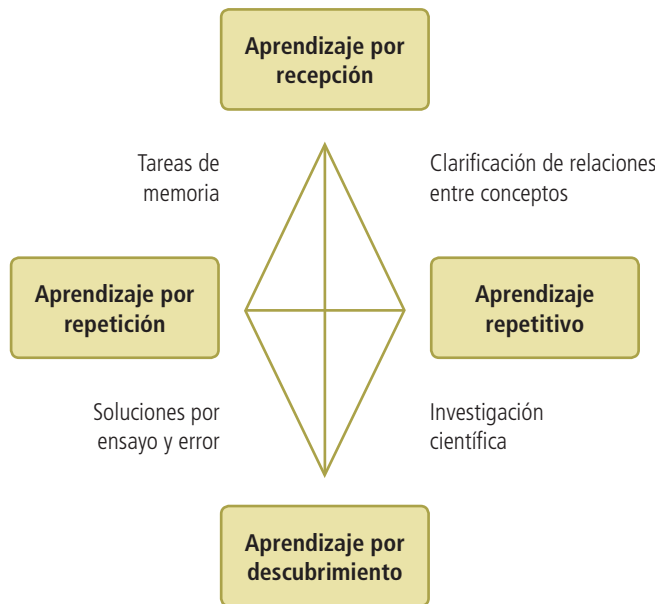 Aprendizaje por
recepción
Tareas de
memoria
Clarificación de relaciones
entre conceptos
Aprendizaje por
repetición
Aprendizaje
repetitivo
Soluciones por
ensayo y error
Investigación
científica
Aprendizaje por
descubrimiento